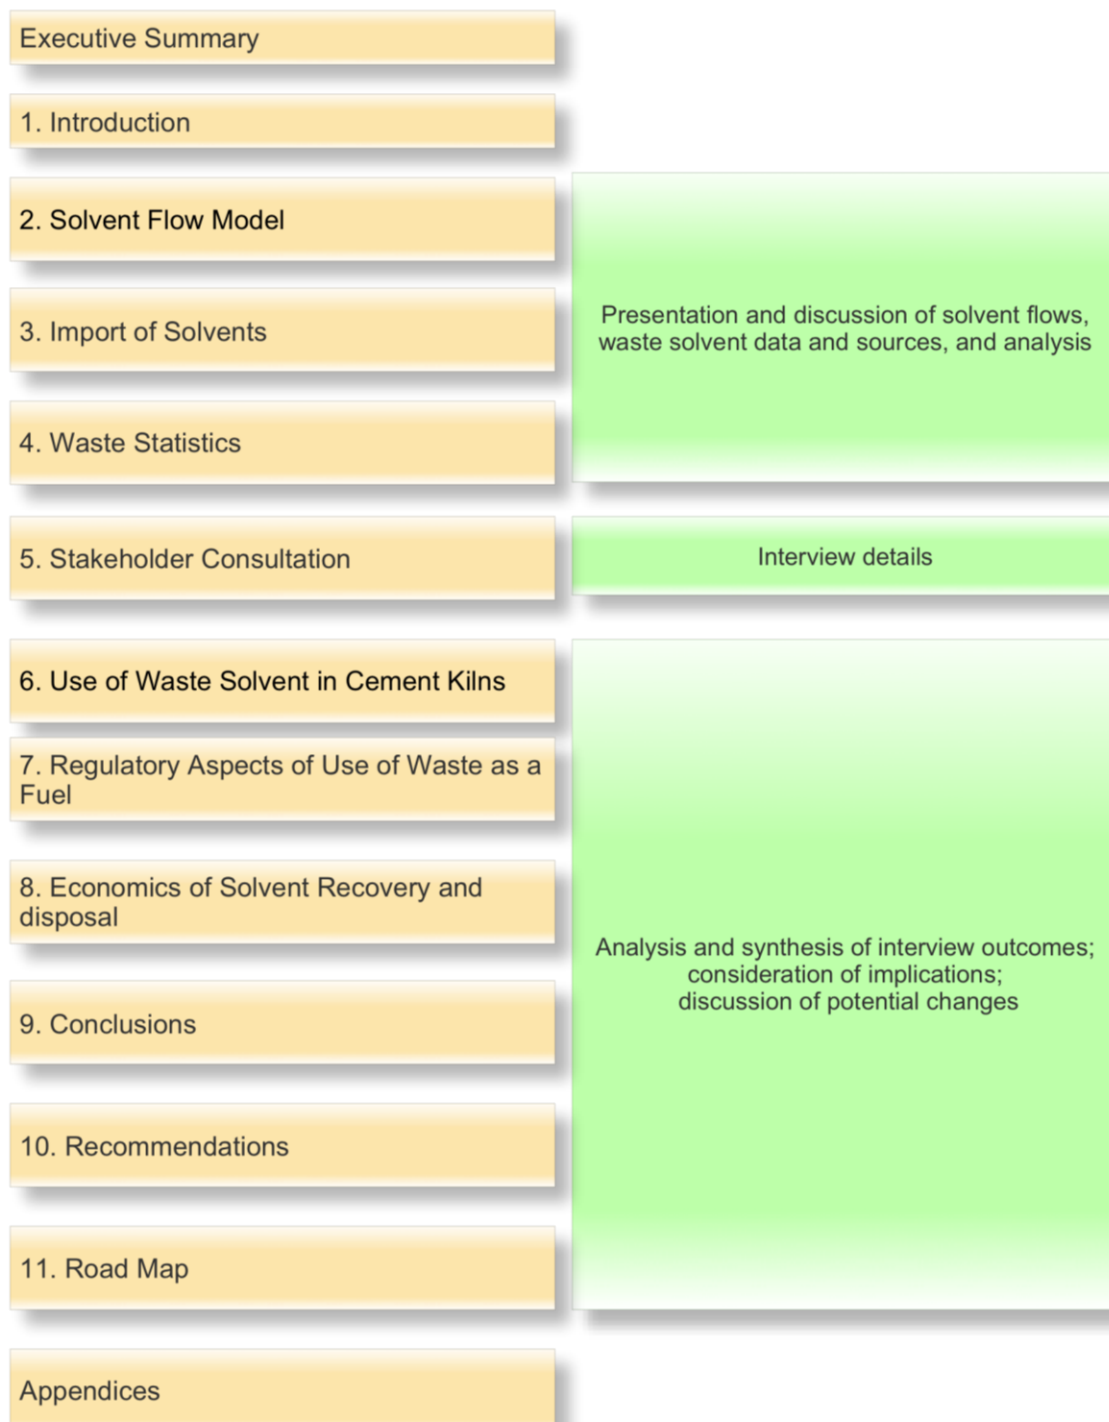 Executive Summary
1. Introduction
2. Solvent Flow Model
3. Import of Solvents
4. Waste Statistics
Presentation and discussion of solvent flows,
waste solvent data and sources, and analysis
5. Stakeholder Consultation
Interview details
6. Use of Waste Solvent in Cement Kilns
7. Regulatory Aspects of Use of Waste as a
Fuel
8. Economics of Solvent Recovery and
disposal
9. Conclusions
10. Recommendations
11. Road Map
Analysis and synthesis of interview outcomes;
consideration of implications;
discussion of potential changes
Appendices